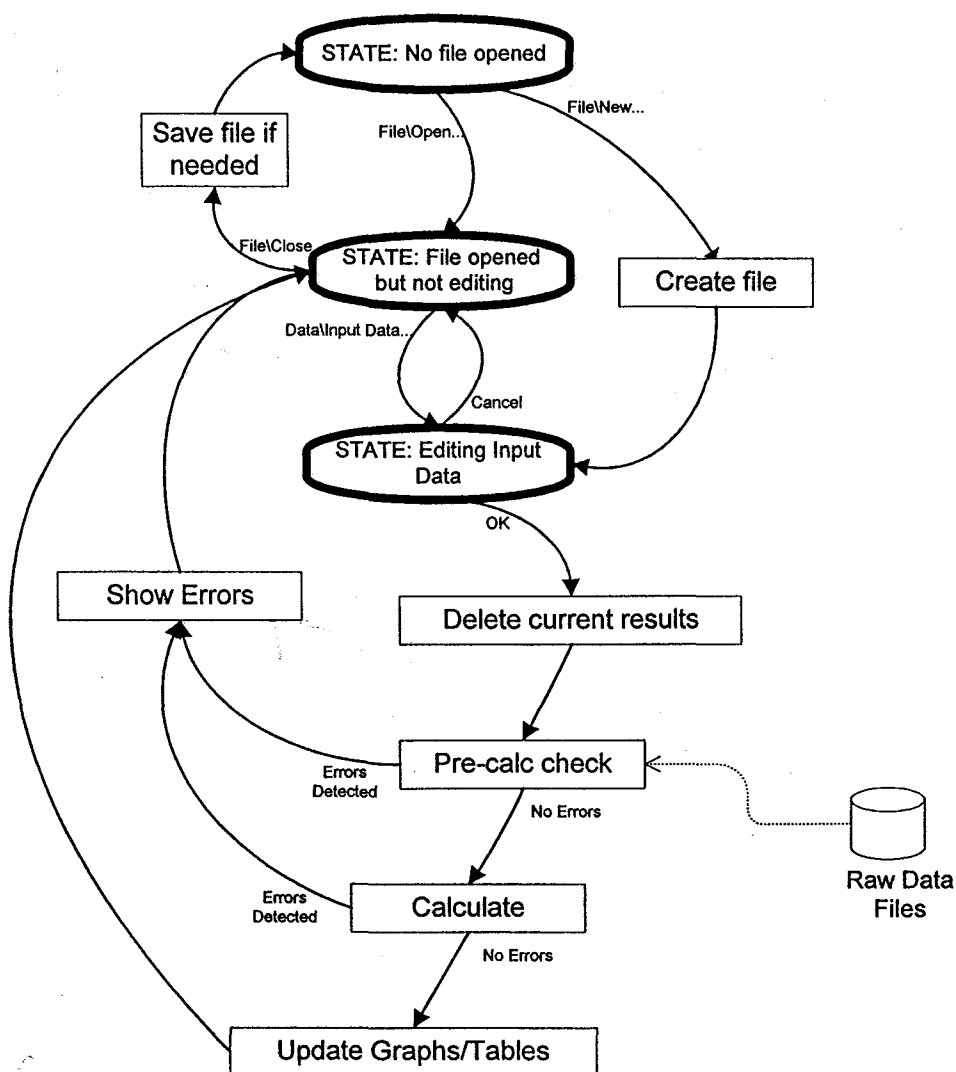 STATE: No file opened
File\New...
File\Open...
Save file if
needed
File\Close
STATE: File opened
but not editing
Create file
Data\Input Data...
Cancel
STATE: Editing Input
Data
OK
Show Errors
Delete current results
Pre-calc check
Errors
Detected
No Errors
Raw Data
Files
Errors
Detected
Calculate
No Errors
Update Graphs/Tables